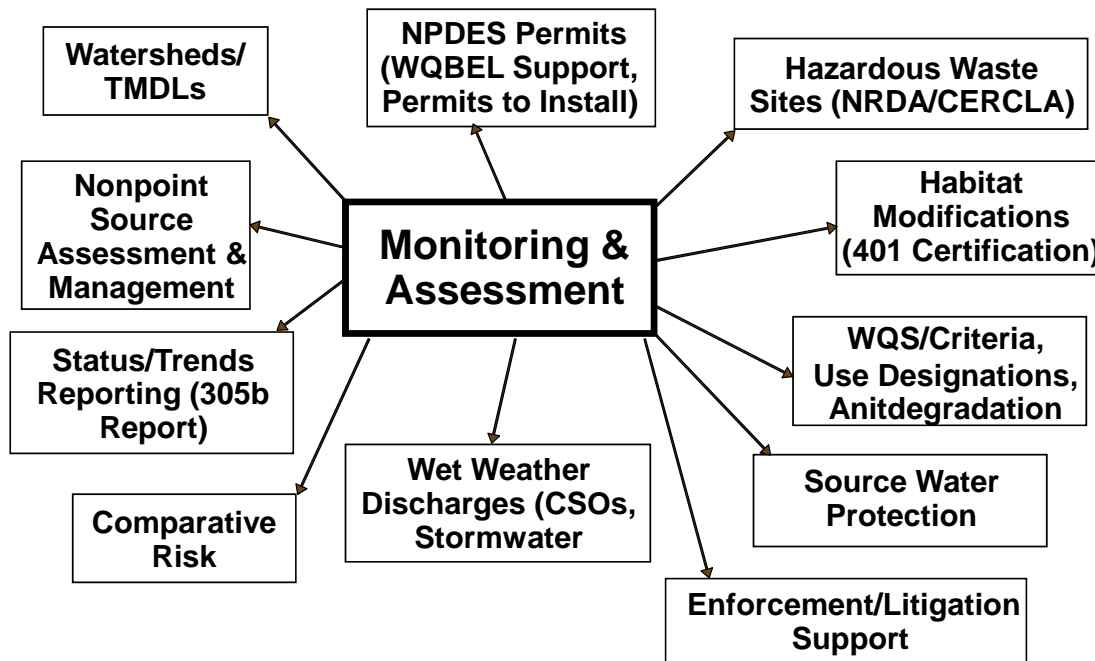 NPDES Permits
(WQBEL Support,
Permits to Install)
Watersheds/
TMDLs
Hazardous Waste
Sites (NRDA/CERCLA)
Nonpoint
Source
Assessment &
Management
Monitoring &
Assessment
Habitat
Modifications
(401 Certification)
Status/Trends
Reporting (305b
Report)
WQS/Criteria,
Use Designations,
Anitdegradation
Comparative
Risk
Wet Weather
Discharges (CSOs,
Stormwater
Source Water
Protection
Enforcement/Litigation
Support